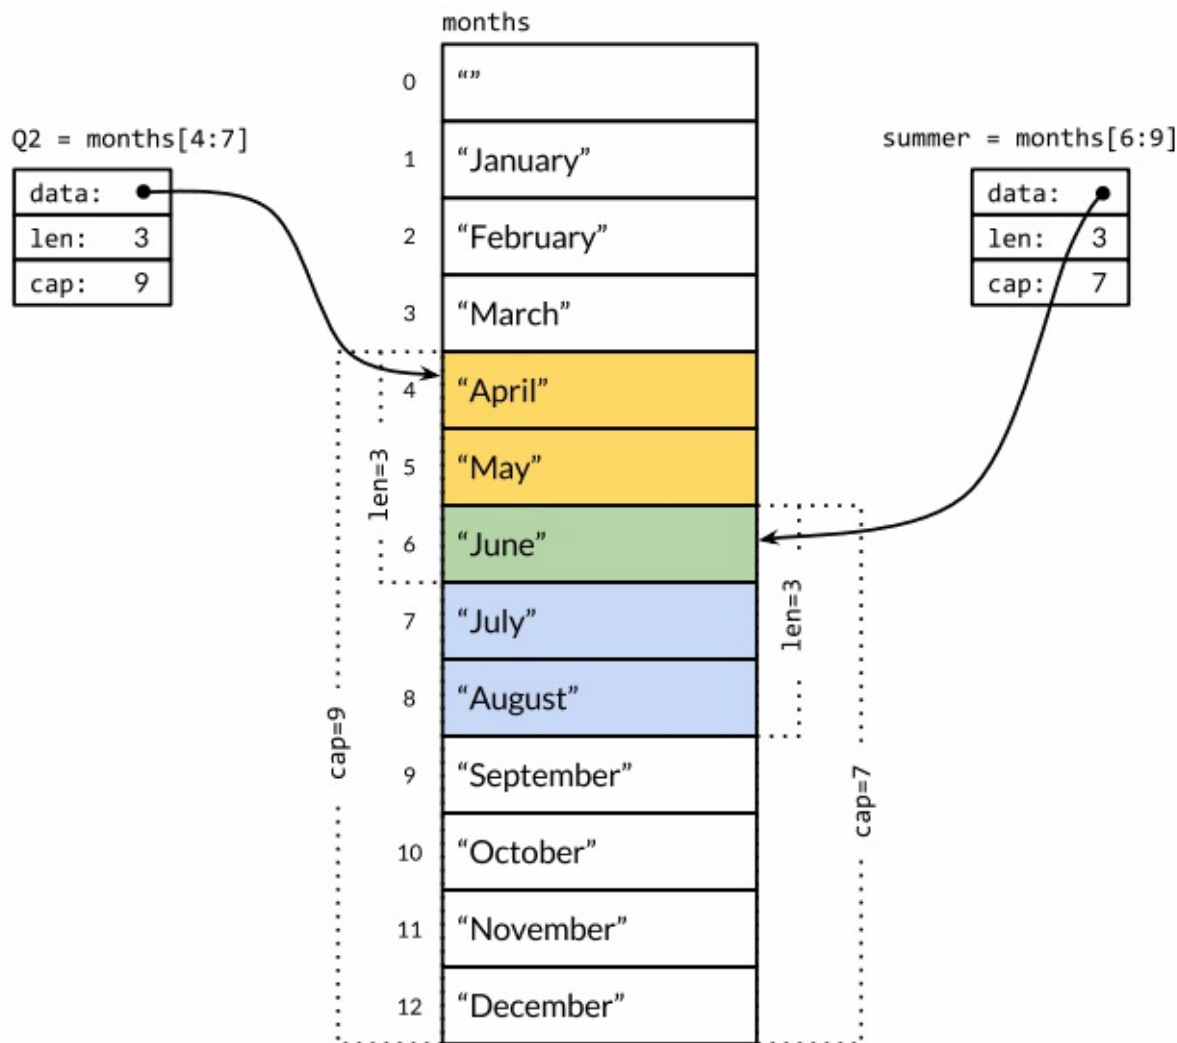 months
0 “”
Q2 = months[4:7]
data:
len: 3
cap: 9
summer = months[6:9]
data:
len: 3
cap: 7
1 “January”
2 “February”
3 “March”
4 “April”
5 “May”
6 “June”
7 “July”
8 “August”
9 “September”
10 “October”
11 “November”
12 “December”
len=3
cap=9
len=3
cap=7